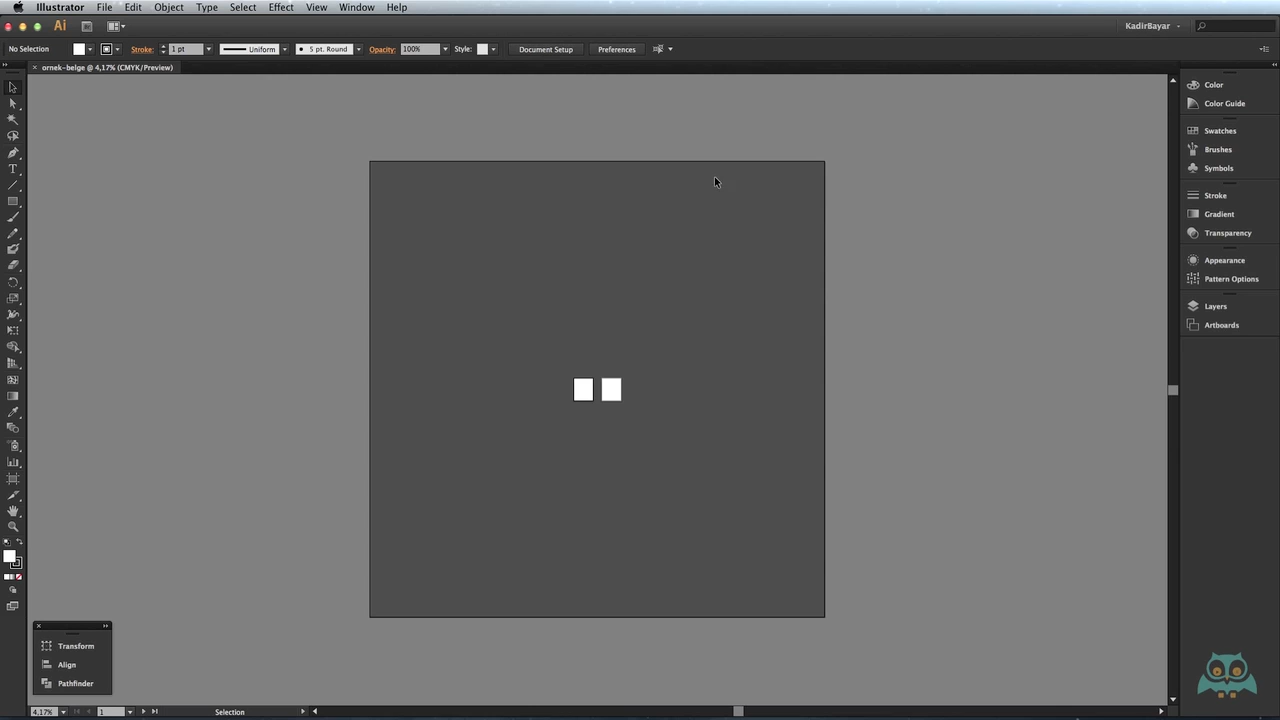 Illustrator File Edit Object Type Select Effect View Window Help
Ai KadirBayar
No Selection Stroke: 1 pt Uniform 5 pt. Round Opacity: 100% Style: Document Setup Preferences
× ornek-belge @ 4,17% (CMYK/Preview)
Color
Color Guide
Swatches
Brushes
Symbols
Stroke
Gradient
Transparency
Appearance
Pattern Options
Layers
Artboards
Transform
Align
Pathfinder
4,17% 1 Selection